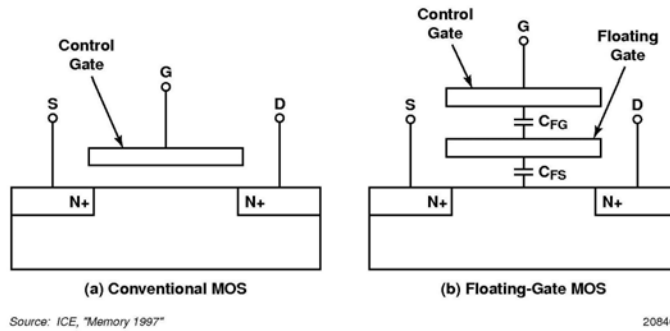 Control
Gate
G
S
D
N+
N+
(a) Conventional MOS
Control
Gate
G
Floating
Gate
S
D
CFG
CFS
N+
N+
(b) Floating-Gate MOS
Source: ICE, "Memory 1997"